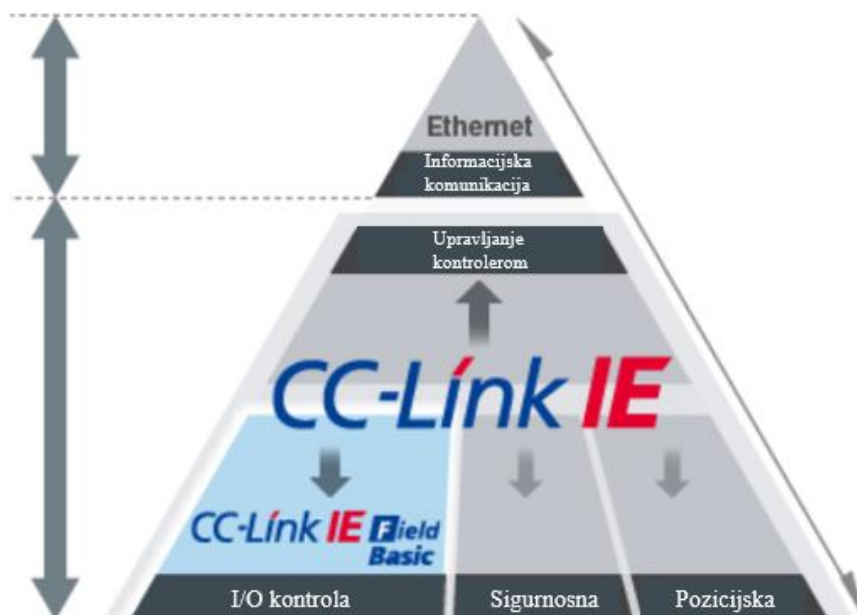 Ethernet
Informacijska
komunikacija
Upravljanje
kontrolerom
CC-Link IE
CC-Link IE Field
Basic
I/O kontrola
Sigurnosna
Pozicijska